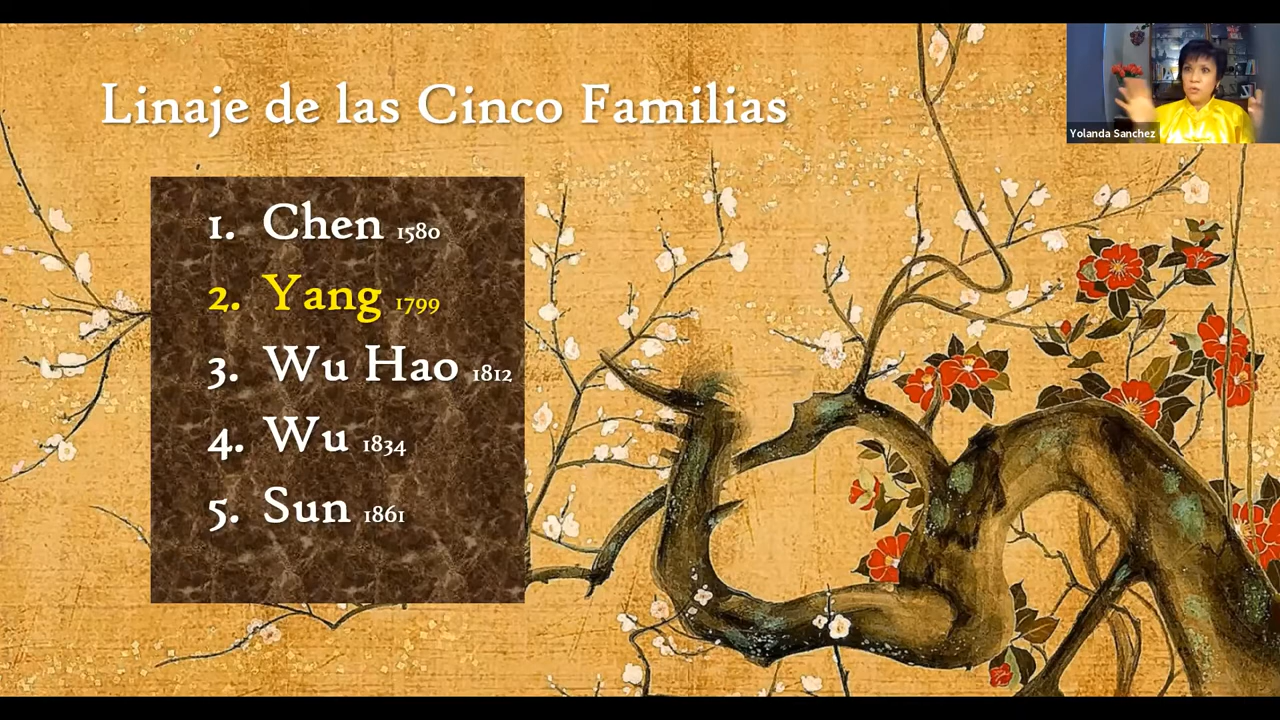 Linaje de las Cinco Familias
Yolanda Sanchez
1. Chen 1580
2. Yang 1799
3. Wu Hao 1812
4. Wu 1834
5. Sun 1861